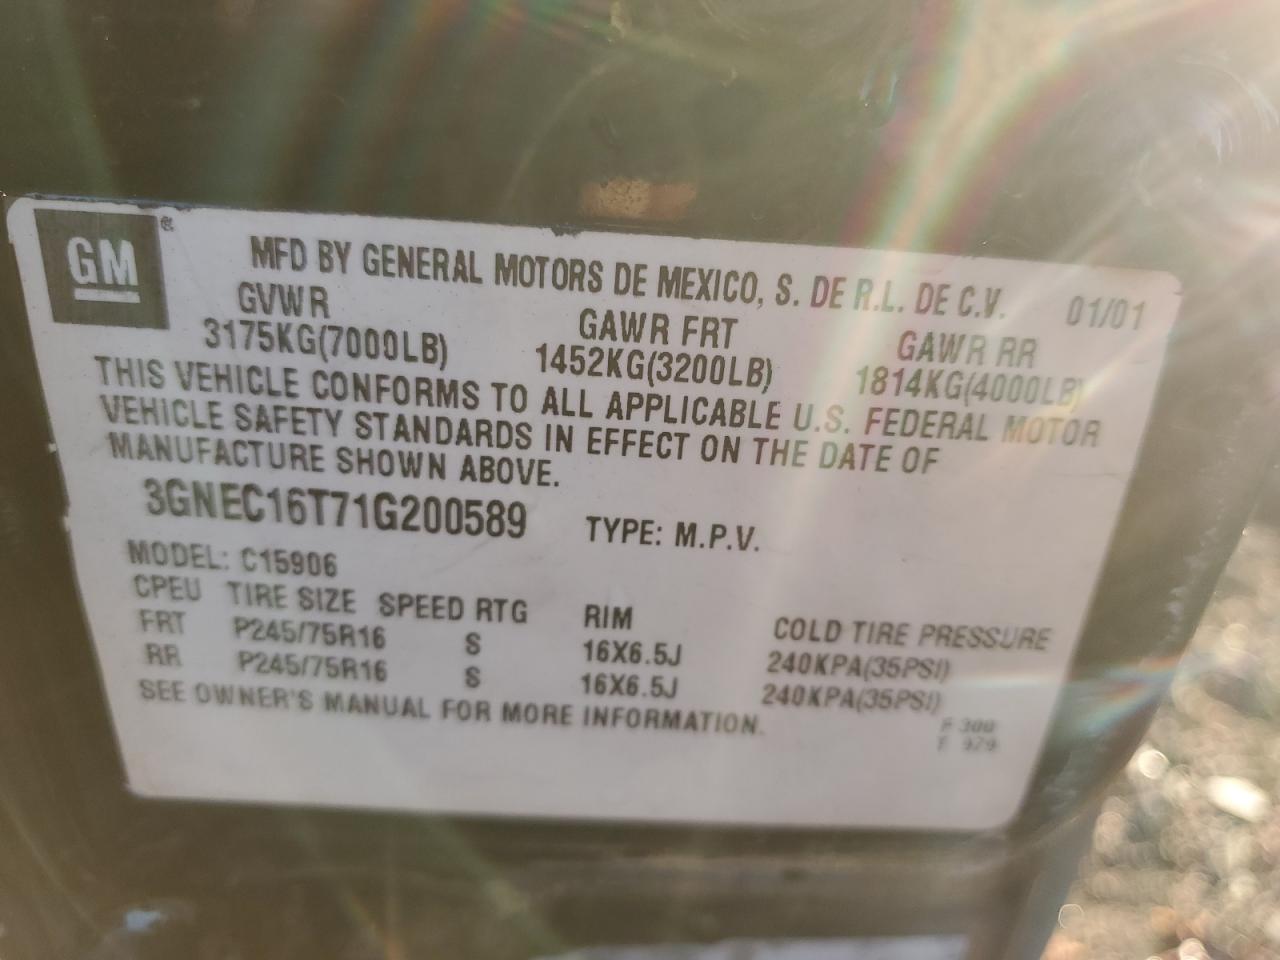 GM ®
MFD BY GENERAL MOTORS DE MEXICO, S. DE R.L. DE C.V. 01/01
GVWR GAWR FRT GAWR RR
3175KG(7000LB) 1452KG(3200LB) 1814KG(4000LB)
THIS VEHICLE CONFORMS TO ALL APPLICABLE U.S. FEDERAL MOTOR
VEHICLE SAFETY STANDARDS IN EFFECT ON THE DATE OF
MANUFACTURE SHOWN ABOVE.
3GNEC16T71G200589 TYPE: M.P.V.
MODEL: C15906
CPEU TIRE SIZE SPEED RTG RIM COLD TIRE PRESSURE
FRT P245/75R16 S 16X6.5J 240KPA(35PSI)
RR P245/75R16 S 16X6.5J 240KPA(35PSI)
SEE OWNER'S MANUAL FOR MORE INFORMATION.